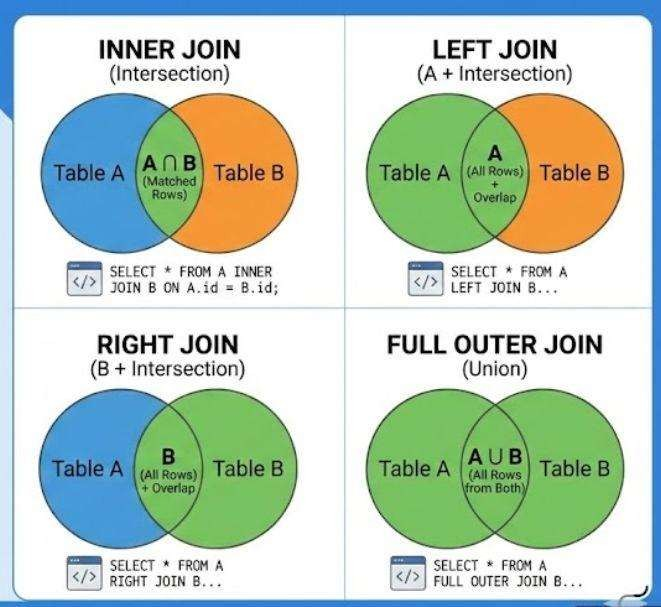 INNER JOIN
(Intersection)
Table A
A ∩ B
(Matched
Rows)
Table B
</>
SELECT * FROM A INNER
JOIN B ON A.id = B.id;
LEFT JOIN
(A + Intersection)
Table A
A
(All Rows)
+
Overlap
Table B
</>
SELECT * FROM A
LEFT JOIN B...
RIGHT JOIN
(B + Intersection)
Table A
B
(All Rows)
+ Overlap
Table B
</>
SELECT * FROM A
RIGHT JOIN B...
FULL OUTER JOIN
(Union)
Table A
A ∪ B
(All Rows
from Both)
Table B
</>
SELECT * FROM A
FULL OUTER JOIN B...